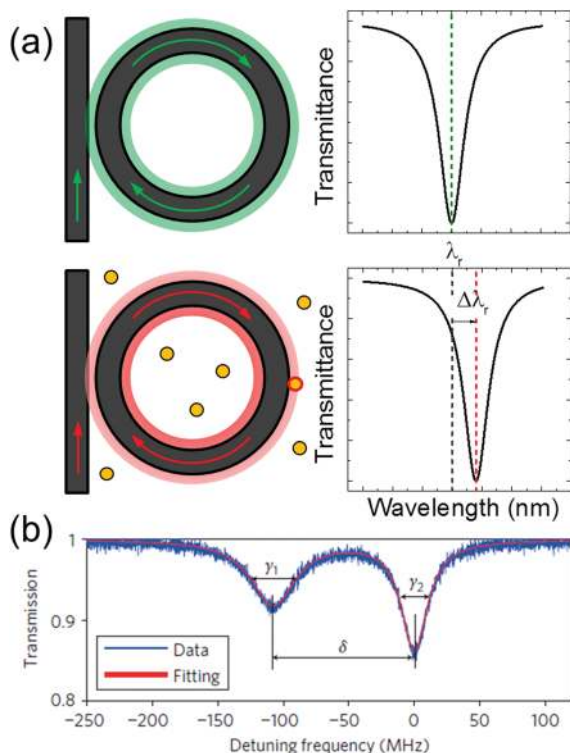 (a)
Transmittance
λr
Transmittance
Δλr
Wavelength (nm)
(b)
Transmission
1
0.9
0.8
γ1
γ2
δ
Data
Fitting
−250 −200 −150 −100 −50 0 50 100
Detuning frequency (MHz)